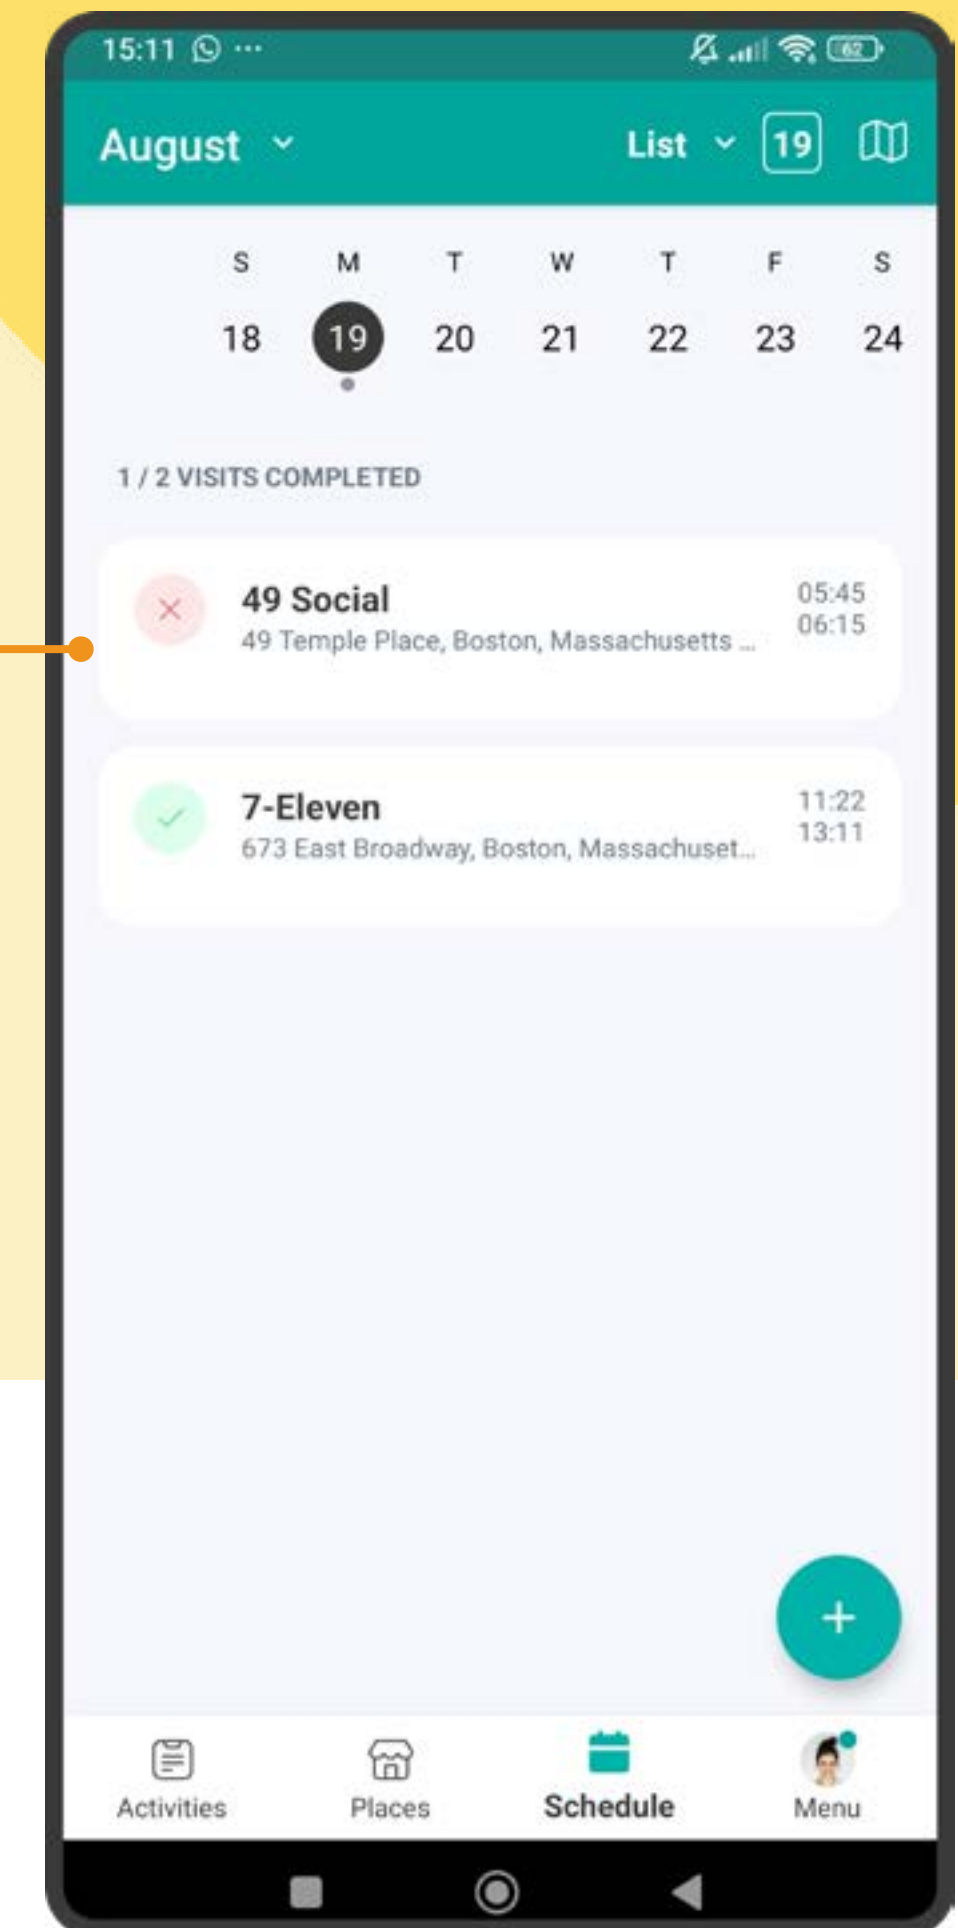 15:11 ...
62
August
List 19
S M T W T F S
18 19 20 21 22 23 24
1 / 2 VISITS COMPLETED
49 Social 05:45
49 Temple Place, Boston, Massachusetts ... 06:15
7-Eleven 11:22
673 East Broadway, Boston, Massachuset... 13:11
+
Activities Places Schedule Menu